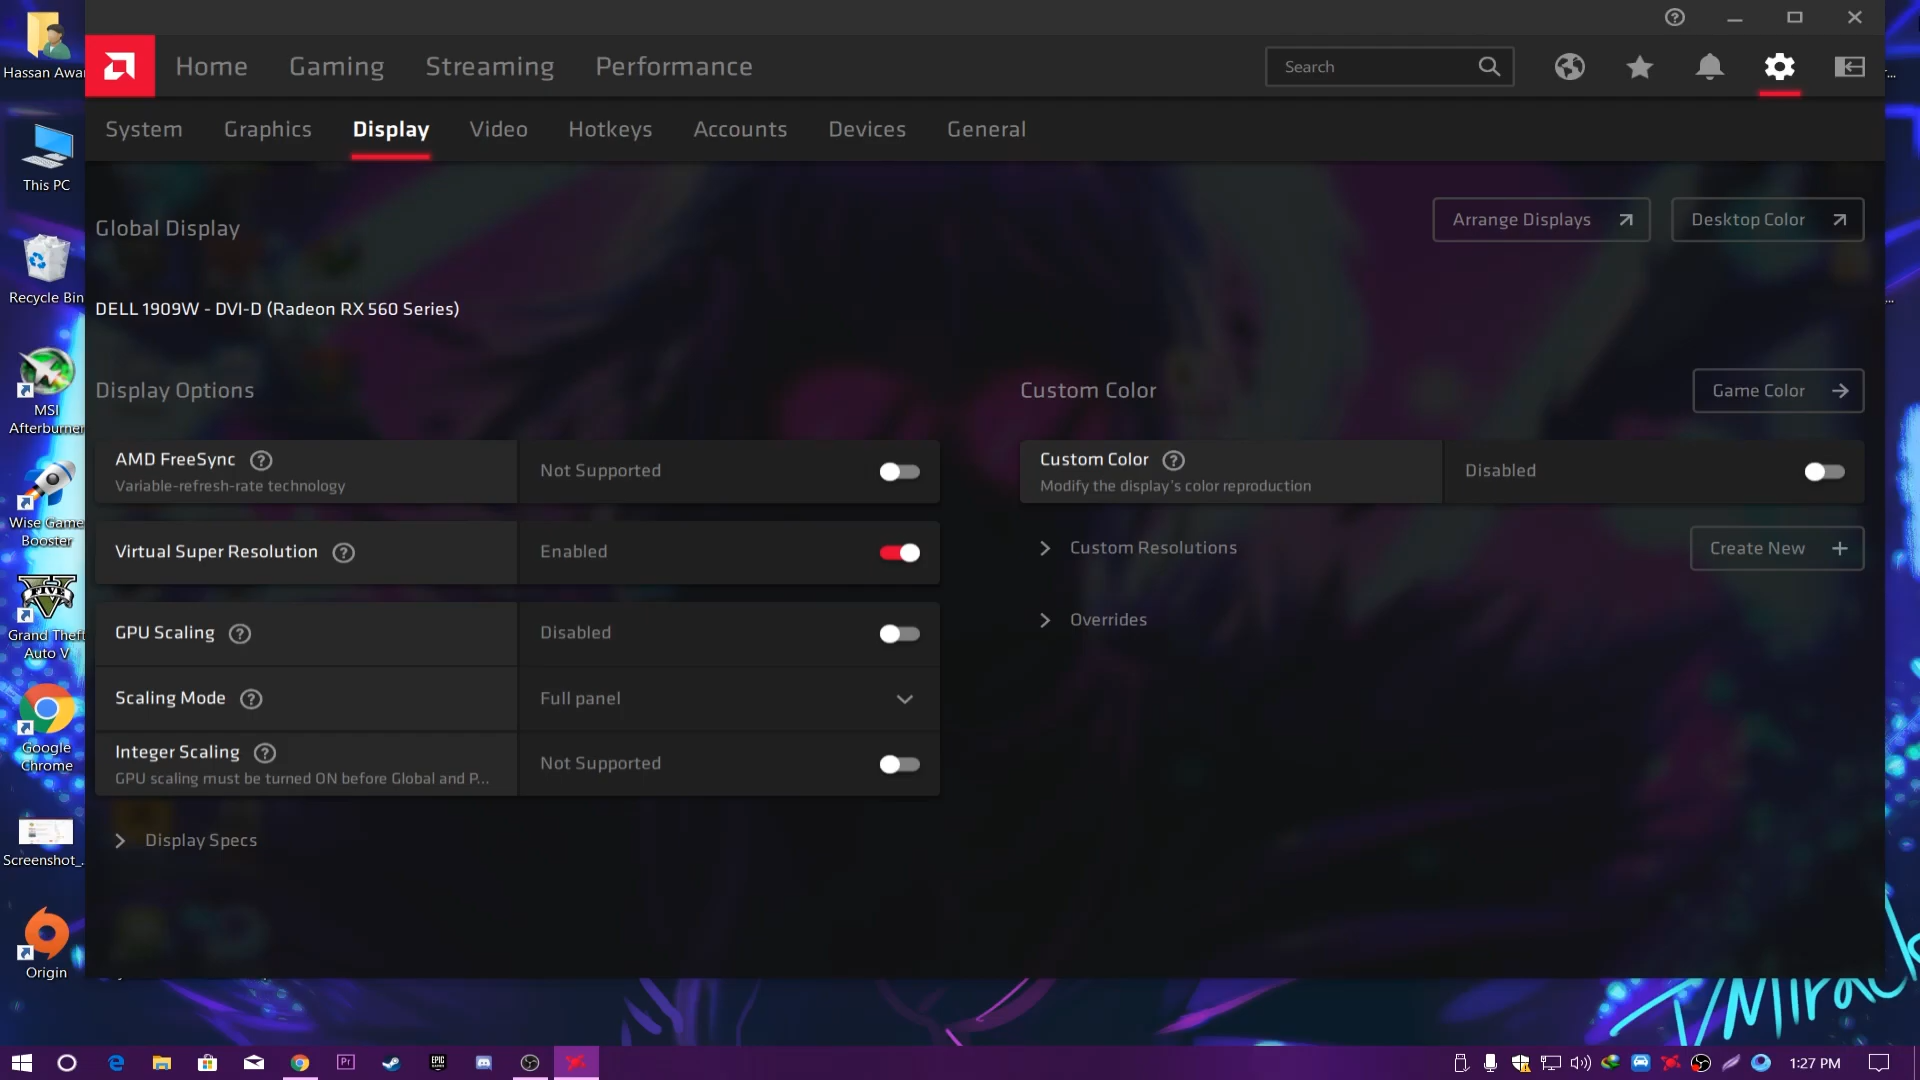 Home
Gaming
Streaming
Performance
Search
System
Graphics
Display
Video
Hotkeys
Accounts
Devices
General
Global Display
Arrange Displays
Desktop Color
DELL 1909W - DVI-D (Radeon RX 560 Series)
Display Options
AMD FreeSync
Variable-refresh-rate technology
Not Supported
Virtual Super Resolution
Enabled
GPU Scaling
Disabled
Scaling Mode
Full panel
Integer Scaling
GPU scaling must be turned ON before Global and P...
Not Supported
Display Specs
Custom Color
Game Color
Custom Color
Modify the display's color reproduction
Disabled
Custom Resolutions
Create New
Overrides
Hassan Awa
This PC
Recycle Bin
MSI
Afterburner
Wise Game
Booster
FIVE
Grand Theft
Auto V
Google
Chrome
Screenshot_...
Origin
Pr
EPIC
GAMES
1:27 PM